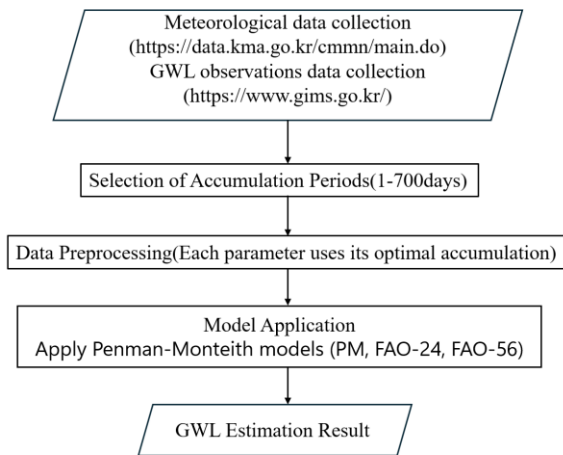 Meteorological data collection
(https://data.kma.go.kr/cmmn/main.do)
GWL observations data collection
(https://www.gims.go.kr/)
Selection of Accumulation Periods(1-700days)
Data Preprocessing(Each parameter uses its optimal accumulation)
Model Application
Apply Penman-Monteith models (PM, FAO-24, FAO-56)
GWL Estimation Result